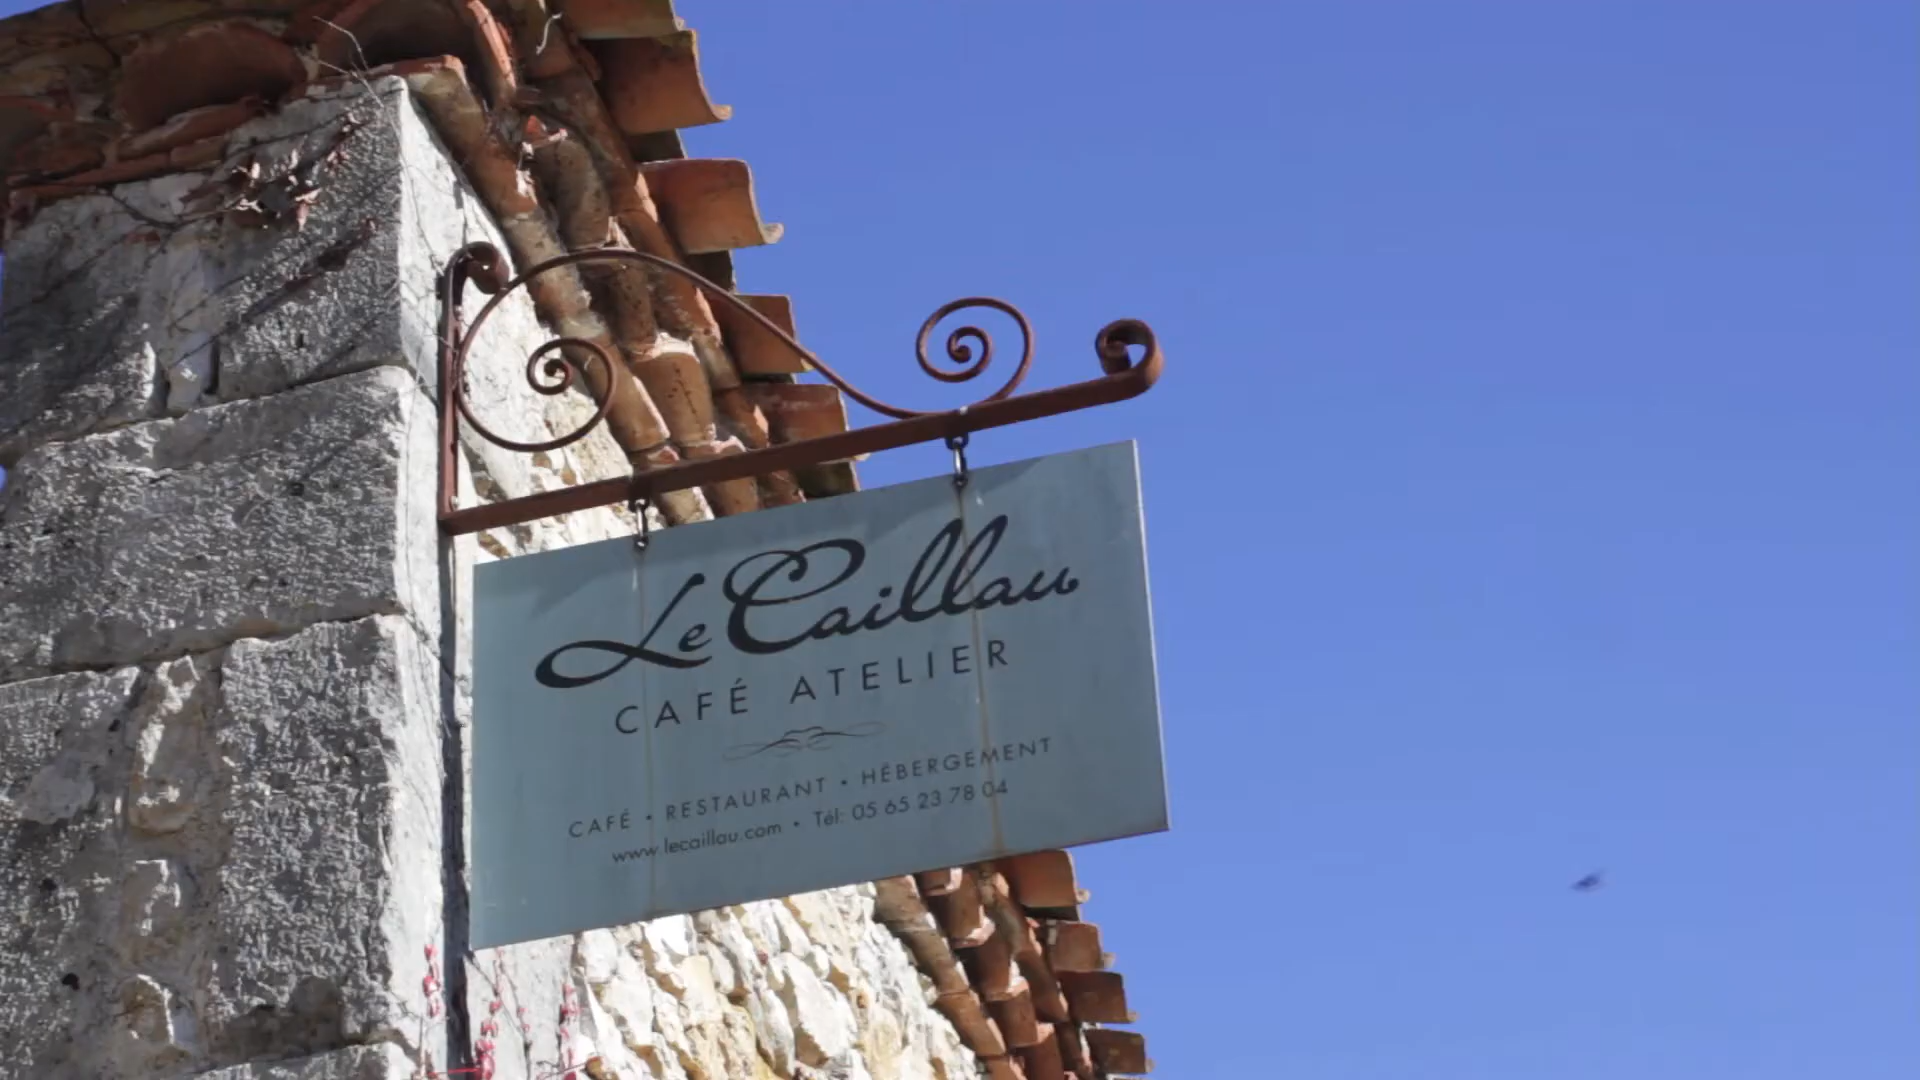 Le Caillau
CAFÉ ATELIER
CAFÉ • RESTAURANT • HÉBERGEMENT
www.lecaillau.com • Tél: 05 65 23 78 04